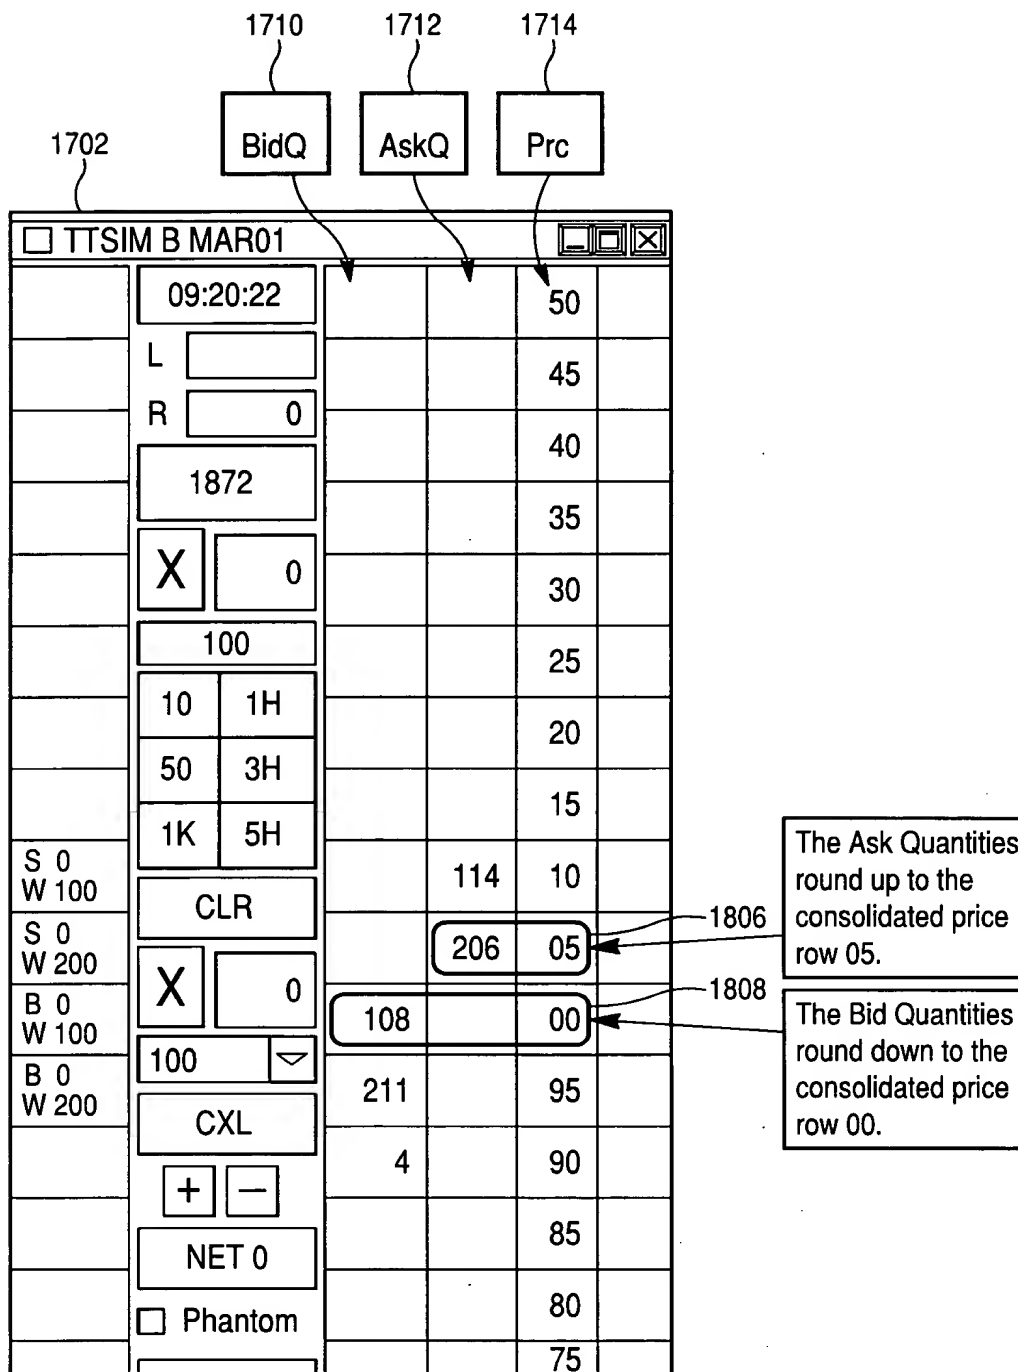 1710 1712 1714
1702 BidQ AskQ Prc
TTSIM B MAR01
09:20:22 50
L 45
R 0
40
1872
35
X 0 30
100 25
10 1H
20
50 3H
15
1K 5H
S 0
W 100 114 10
CLR
S 0
W 200 206 05 1806
X 0
B 0
W 100 108 00 1808
100
B 0
W 200 211 95
CXL
4 90
+ −
85
NET 0
80
Phantom
75
The Ask Quantities
round up to the
consolidated price
row 05.
The Bid Quantities
round down to the
consolidated price
row 00.